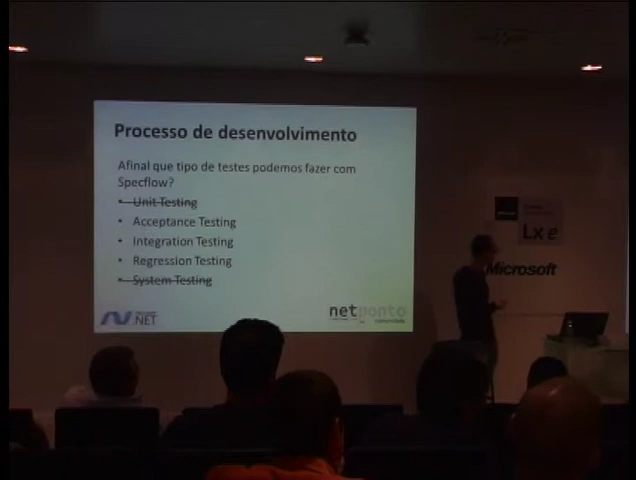 Processo de desenvolvimento
Afinal que tipo de testes podemos fazer com
Specflow?
• Unit Testing
• Acceptance Testing
• Integration Testing
• Regression Testing
• System Testing
.NET
netponto
Lx e
Microsoft